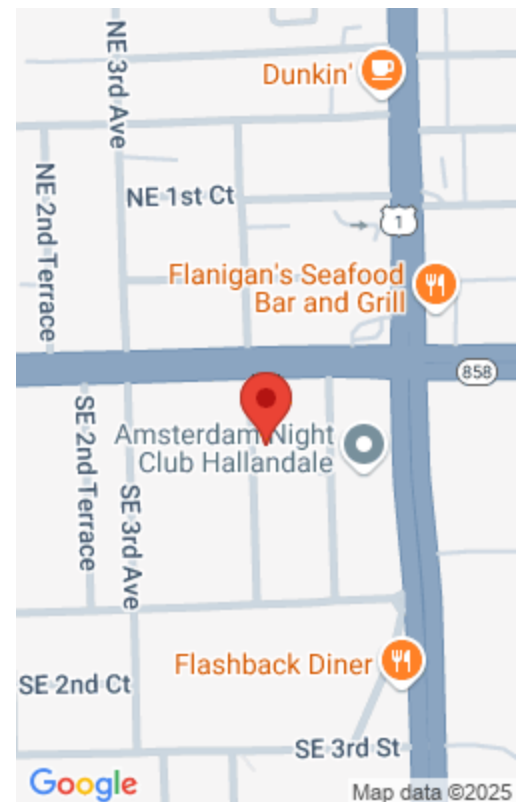 NE 3rd Ave
Dunkin'
NE 2nd Terrace
NE 1st Ct
1
Flanigan's Seafood
Bar and Grill
858
SE 2nd Terrace
SE 3rd Ave
Amsterdam Night
Club Hallandale
Flashback Diner
SE 2nd Ct
SE 3rd St
Google
Map data ©2025